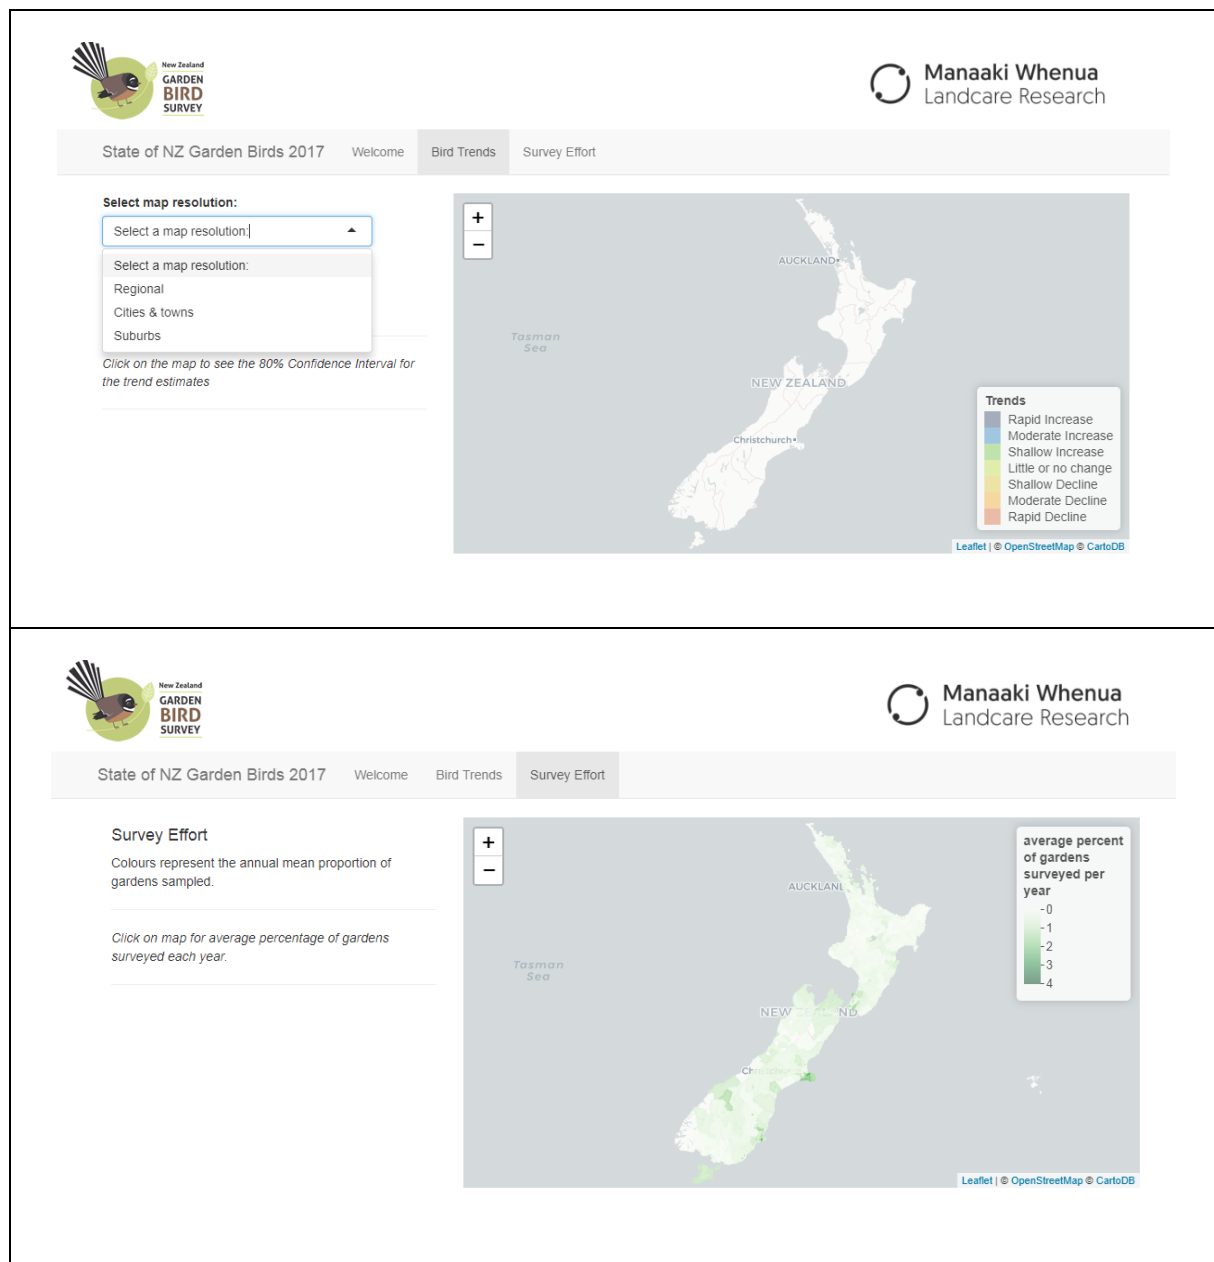 New Zealand
GARDEN
BIRD
SURVEY
Manaaki Whenua
Landcare Research
State of NZ Garden Birds 2017 Welcome Bird Trends Survey Effort
Select map resolution:
Select a map resolution:
Select a map resolution:
Regional
Cities & towns
Suburbs
Click on the map to see the 80% Confidence Interval for
the trend estimates
+
−
AUCKLAND
Tasman
Sea
NEW ZEALAND
Christchurch
Trends
Rapid Increase
Moderate Increase
Shallow Increase
Little or no change
Shallow Decline
Moderate Decline
Rapid Decline
Leaflet | © OpenStreetMap © CartoDB
New Zealand
GARDEN
BIRD
SURVEY
Manaaki Whenua
Landcare Research
State of NZ Garden Birds 2017 Welcome Bird Trends Survey Effort
Survey Effort
Colours represent the annual mean proportion of
gardens sampled.
Click on map for average percentage of gardens
surveyed each year.
+
−
AUCKLAND
Tasman
Sea
NEW ZEALAND
Christchurch
average percent
of gardens
surveyed per
year
0
1
2
3
4
Leaflet | © OpenStreetMap © CartoDB